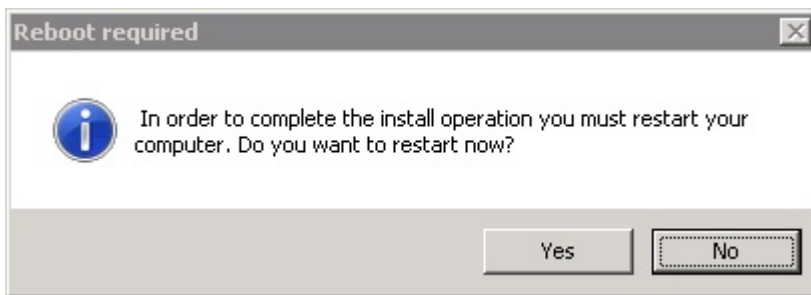 Reboot required
In order to complete the install operation you must restart your
computer. Do you want to restart now?
Yes
No